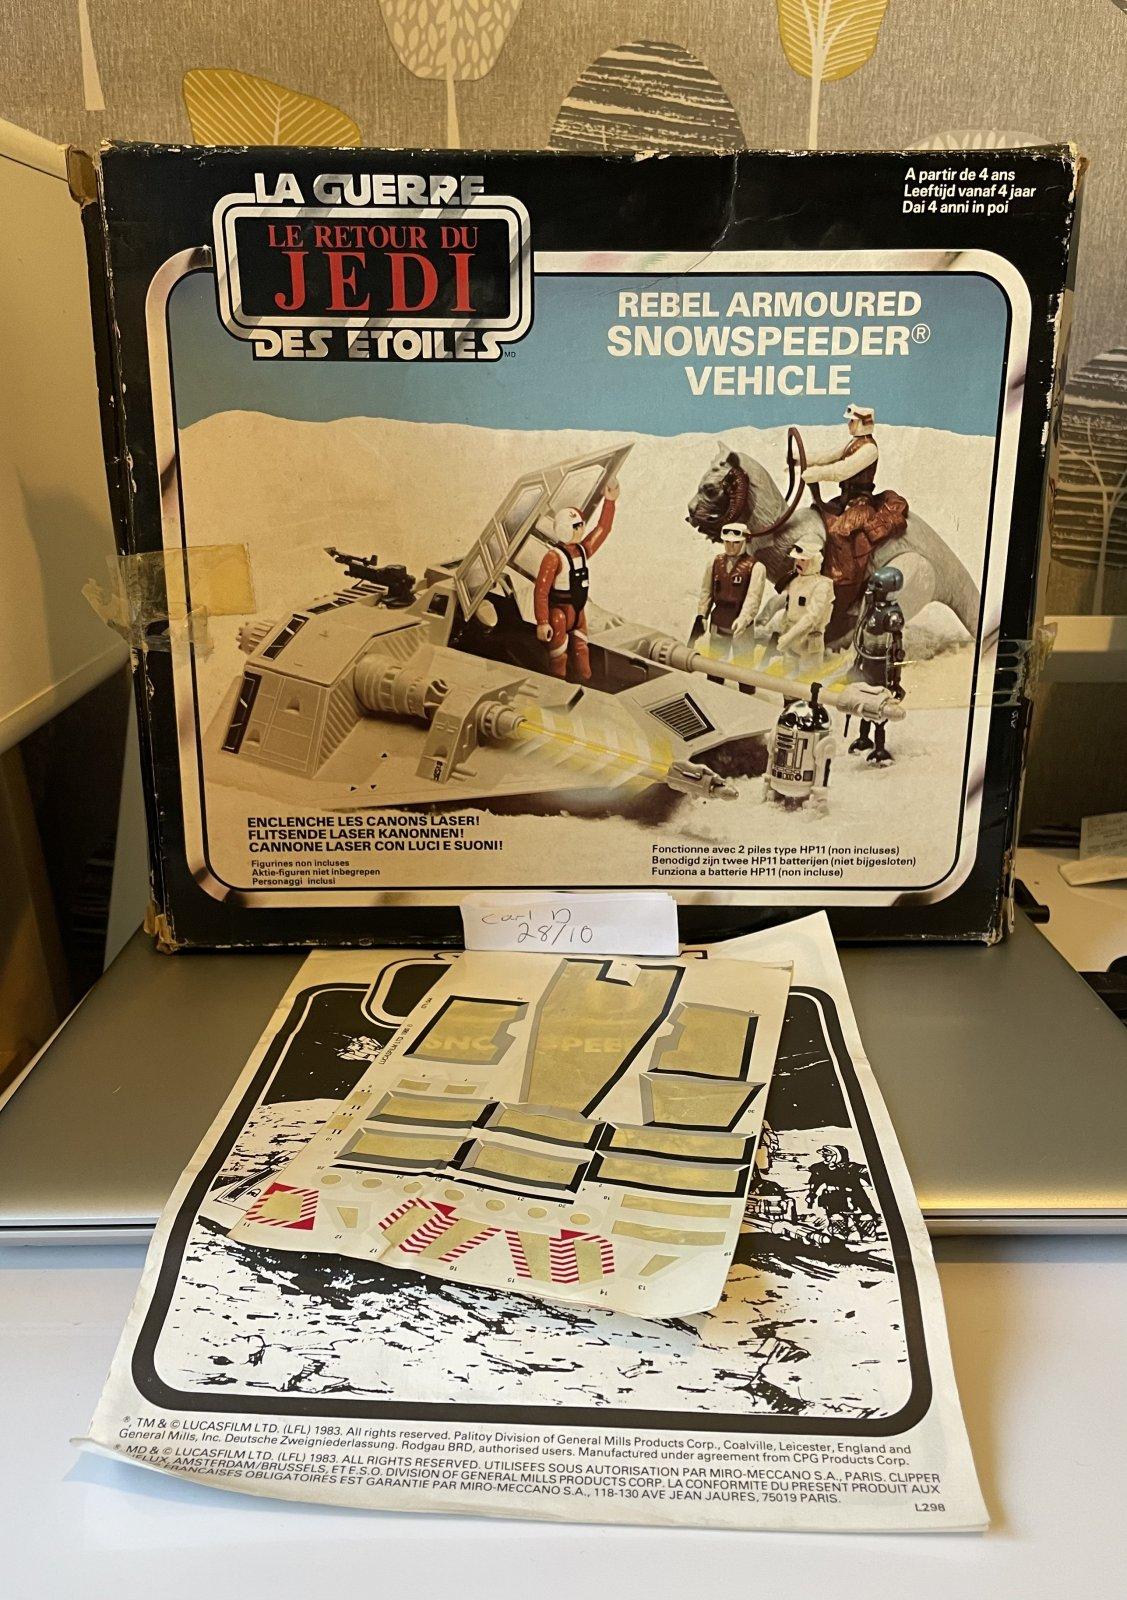 LA GUERRE
LE RETOUR DU
JEDI
DES ETOILES MD
A partir de 4 ans
Leeftijd vanaf 4 jaar
Dai 4 anni in poi
REBEL ARMOURED
SNOWSPEEDER®
VEHICLE
ENCLENCHE LES CANONS LASER!
FLITSENDE LASER KANONNEN!
CANNONE LASER CON LUCI E SUONI!
Figurines non incluses
Aktie-figuren niet inbegrepen
Personaggi inclusi
Fonctionne avec 2 piles type HP11 (non incluses)
Benodigd zijn twee HP11 batterijen (niet bijgesloten)
Funziona a batterie HP11 (non incluse)
Carl D
28/10
®, TM & © LUCASFILM LTD. (LFL) 1983. All rights reserved. Palitoy Division of General Mills Products Corp., Coalville, Leicester, England and
General Mills, Inc. Deutsche Zweigniederlassung. Rodgau BRD, authorised users. Manufactured under agreement from CPG Products Corp.
MD & © LUCASFILM LTD. (LFL) 1983. ALL RIGHTS RESERVED. UTILISEES SOUS AUTORISATION PAR MIRO-MECCANO S.A., PARIS. CLIPPER
AMSTERDAM/BRUSSELS, ET E.S.O. DIVISION OF GENERAL MILLS PRODUCTS CORP. LA CONFORMITE DU PRESENT PRODUIT AUX
FRANCAISES OBLIGATOIRES EST GARANTIE PAR MIRO-MECCANO S.A., 118-130 AVE JEAN JAURES, 75019 PARIS.
L298